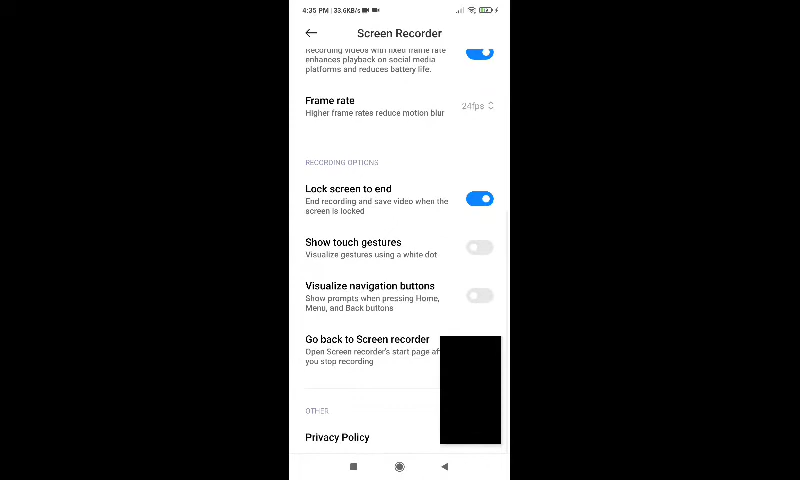 4:35 PM | 33.6KB/s
Screen Recorder
Recording videos with fixed frame rate
enhances playback on social media
platforms and reduces battery life.
Frame rate
24fps
Higher frame rates reduce motion blur
RECORDING OPTIONS
Lock screen to end
End recording and save video when the
screen is locked
Show touch gestures
Visualize gestures using a white dot
Visualize navigation buttons
Show prompts when pressing Home,
Menu, and Back buttons
Go back to Screen recorder
Open Screen recorder's start page
you stop recording
OTHER
Privacy Policy